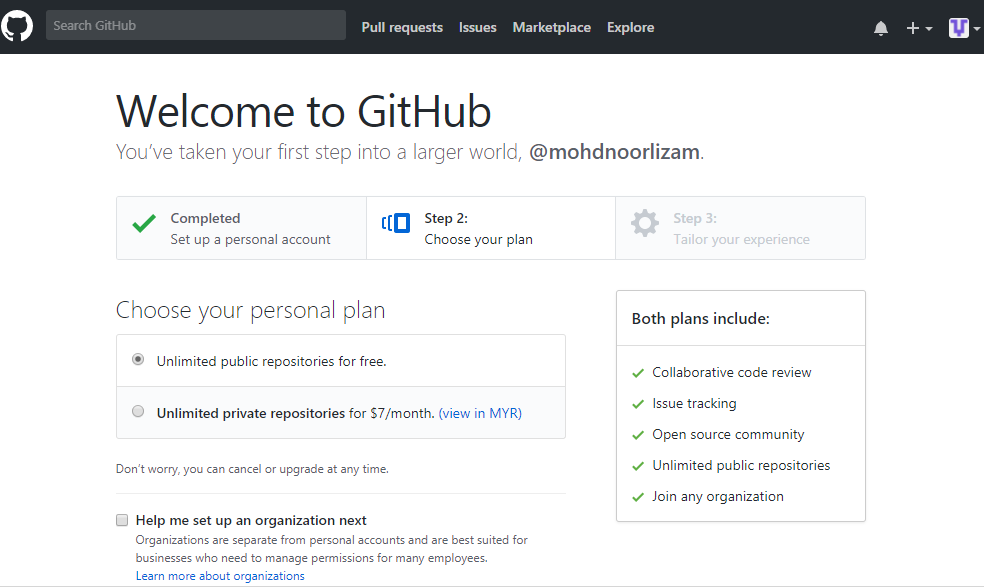 Search GitHub
Pull requests Issues Marketplace Explore
Welcome to GitHub
You’ve taken your first step into a larger world, @mohdnoorlizam.
Completed
Set up a personal account
Step 2:
Choose your plan
Step 3:
Tailor your experience
Choose your personal plan
Unlimited public repositories for free.
Unlimited private repositories for $7/month. (view in MYR)
Don’t worry, you can cancel or upgrade at any time.
Help me set up an organization next
Organizations are separate from personal accounts and are best suited for
businesses who need to manage permissions for many employees.
Learn more about organizations
Both plans include:
Collaborative code review
Issue tracking
Open source community
Unlimited public repositories
Join any organization